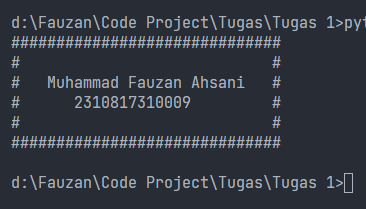 d:\Fauzan\Code Project\Tugas\Tugas 1>pyt
##############################
#                            #
#   Muhammad Fauzan Ahsani   #
#      2310817310009         #
#                            #
##############################
d:\Fauzan\Code Project\Tugas\Tugas 1>